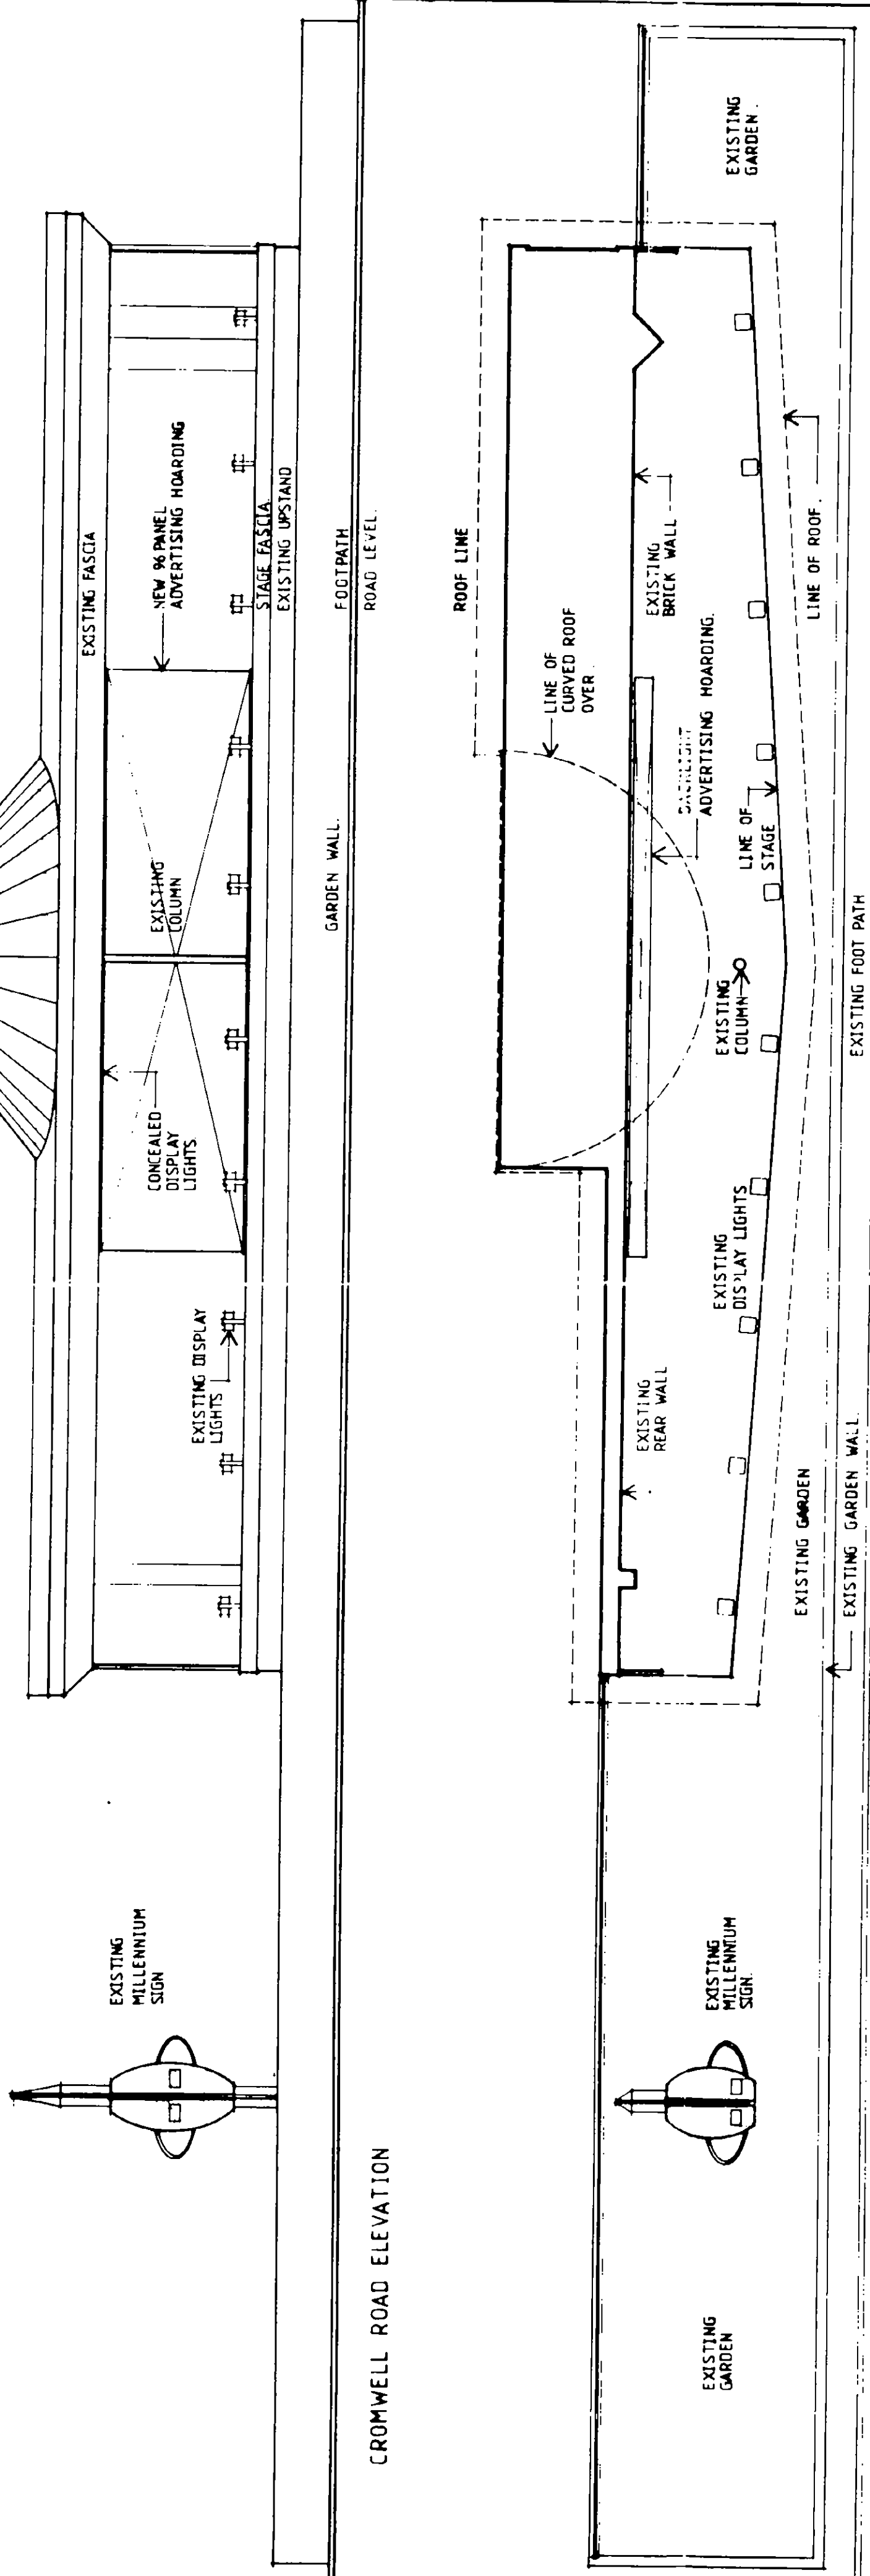 EXISTING
MILLENNIUM
SIGN
EXISTING DISPLAY
LIGHTS
CONCEALED
DISPLAY
LIGHTS
EXISTING
COLUMN
EXISTING FASCIA
NEW 96 PANEL
ADVERTISING HOARDING
STAGE FASCIA
EXISTING UPSTAND
GARDEN WALL.
FOOTPATH
ROAD LEVEL.
CROMWELL ROAD ELEVATION
ROOF LINE
LINE OF
CURVED ROOF
OVER.
EXISTING
BRICK WALL
BACKLIGHT
ADVERTISING HOARDING.
EXISTING
GARDEN.
LINE OF
STAGE
LINE OF ROOF.
EXISTING
COLUMN
EXISTING
DISPLAY LIGHTS
EXISTING
REAR WALL
EXISTING
MILLENNIUM
SIGN.
EXISTING
GARDEN
EXISTING GARDEN
EXISTING GARDEN WALL.
EXISTING FOOT PATH